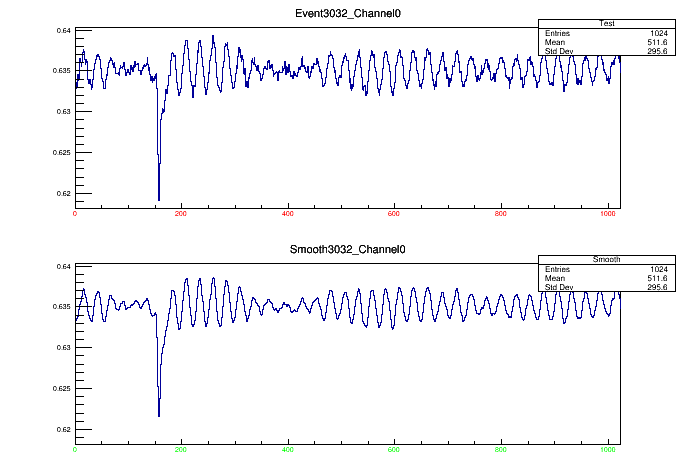 Event3032_Channel0
Test
Entries 1024
Mean 511.6
Std Dev 295.6
0.64
0.635
0.63
0.625
0.62
0 200 400 600 800 1000
Smooth3032_Channel0
Smooth
Entries 1024
Mean 511.6
Std Dev 295.6
0.64
0.635
0.63
0.625
0.62
0 200 400 600 800 1000